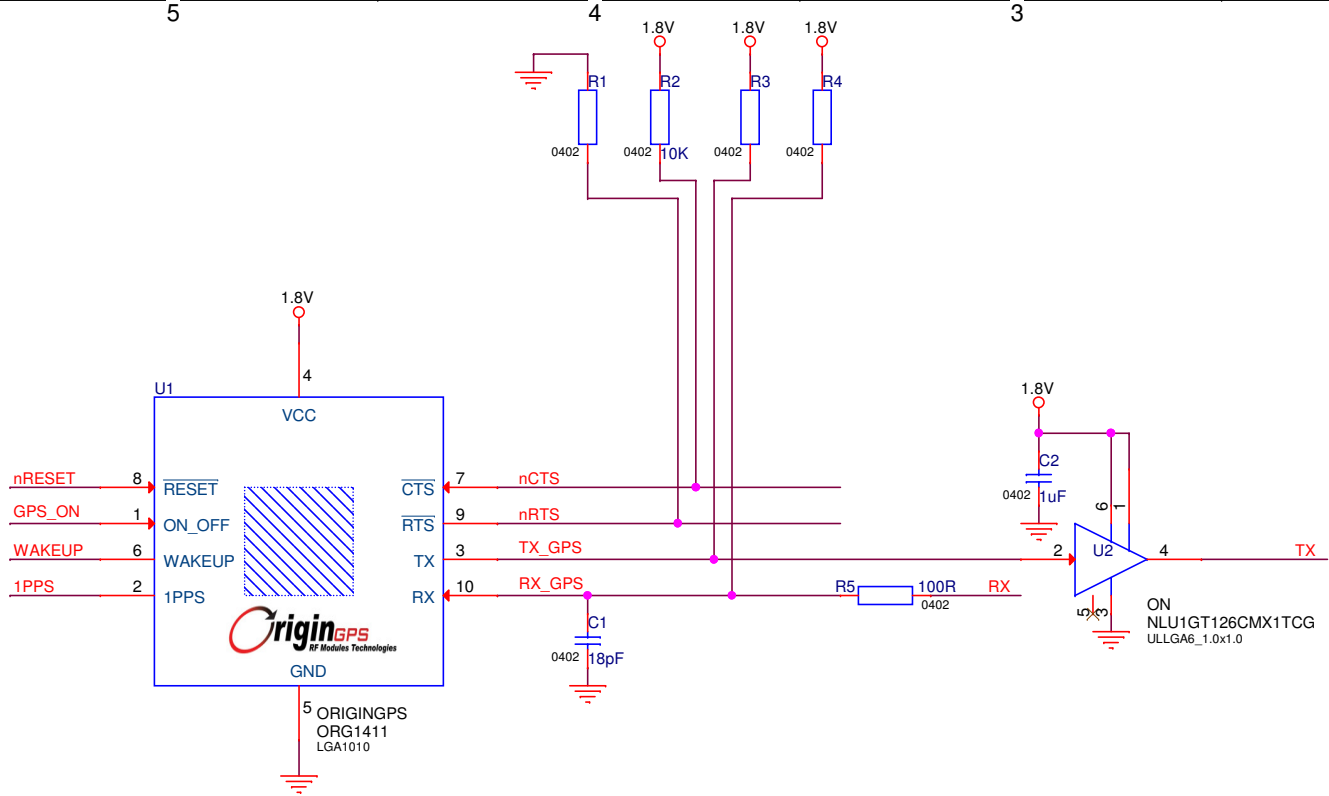 5 4 3
1.8V 1.8V 1.8V
R1 R2 R3 R4
0402 0402 10K 0402 0402
1.8V
4
U1
VCC
1.8V
nRESET 8 RESET CTS 7 nCTS
GPS_ON 1 ON_OFF RTS 9 nRTS
WAKEUP 6 WAKEUP TX 3 TX_GPS
1PPS 2 1PPS RX 10 RX_GPS
C2
0402 1uF
6 1
2 U2 4 TX
5 3
R5 100R RX
0402
C1
0402 18pF
ON
NLU1GT126CMX1TCG
ULLGA6_1.0x1.0
OriginGPS
RF Modules Technologies
GND
5
ORIGINGPS
ORG1411
LGA1010